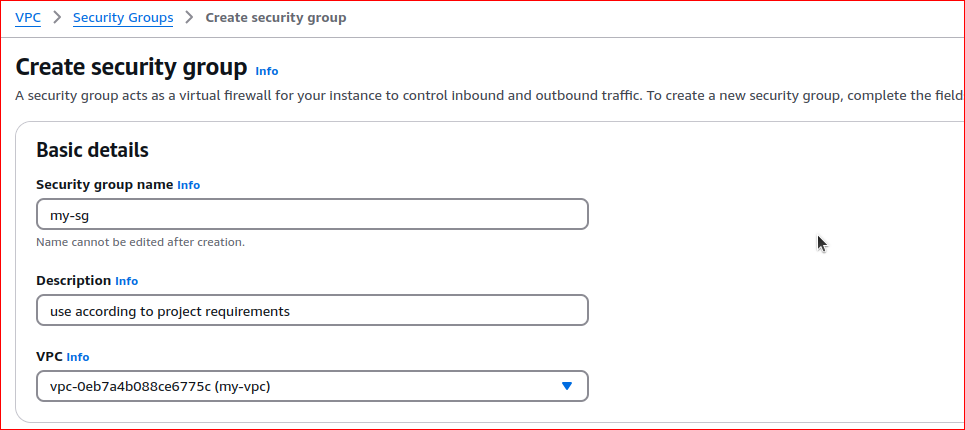 VPC > Security Groups > Create security group
Create security group Info
A security group acts as a virtual firewall for your instance to control inbound and outbound traffic. To create a new security group, complete the field
Basic details
Security group name Info
my-sg
Name cannot be edited after creation.
Description Info
use according to project requirements
VPC Info
vpc-0eb7a4b088ce6775c (my-vpc)